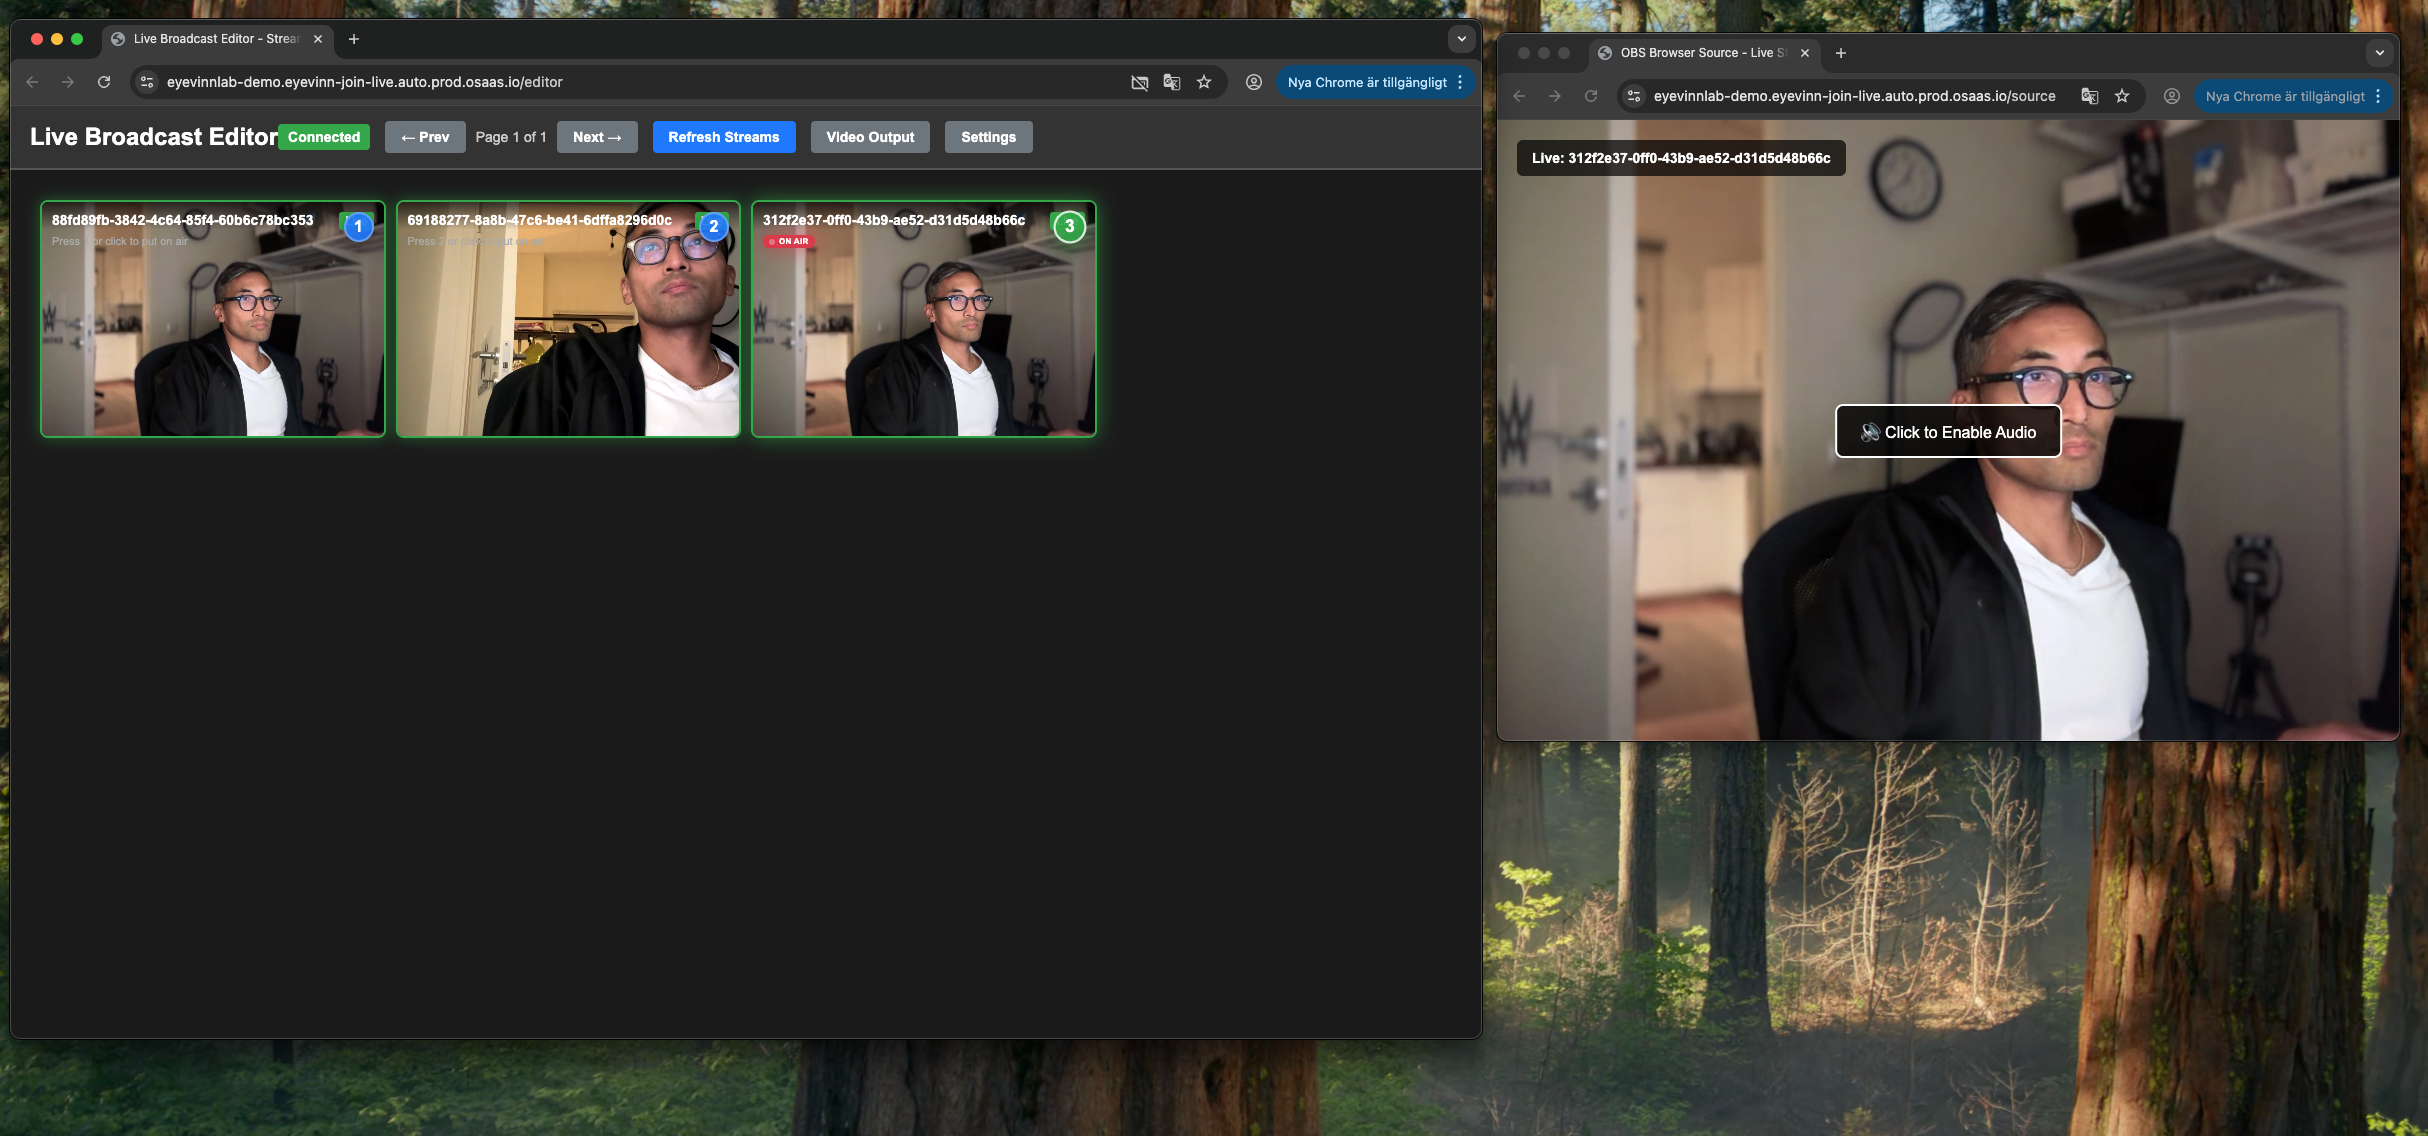 Live Broadcast Editor - Strea
eyevinnlab-demo.eyevinn-join-live.auto.prod.osaas.io/editor
Nya Chrome är tillgängligt
Live Broadcast Editor
Connected
← Prev
Page 1 of 1
Next →
Refresh Streams
Video Output
Settings
88fd89fb-3842-4c64-85f4-60b6c78bc353
1
Press or click to put on air
69188277-8a8b-47c6-be41-6dffa8296d0c
2
Press 2 or click to put on air
312f2e37-0ff0-43b9-ae52-d31d5d48b66c
3
ON AIR
OBS Browser Source - Live S
eyevinnlab-demo.eyevinn-join-live.auto.prod.osaas.io/source
Nya Chrome är tillgängligt
Live: 312f2e37-0ff0-43b9-ae52-d31d5d48b66c
Click to Enable Audio